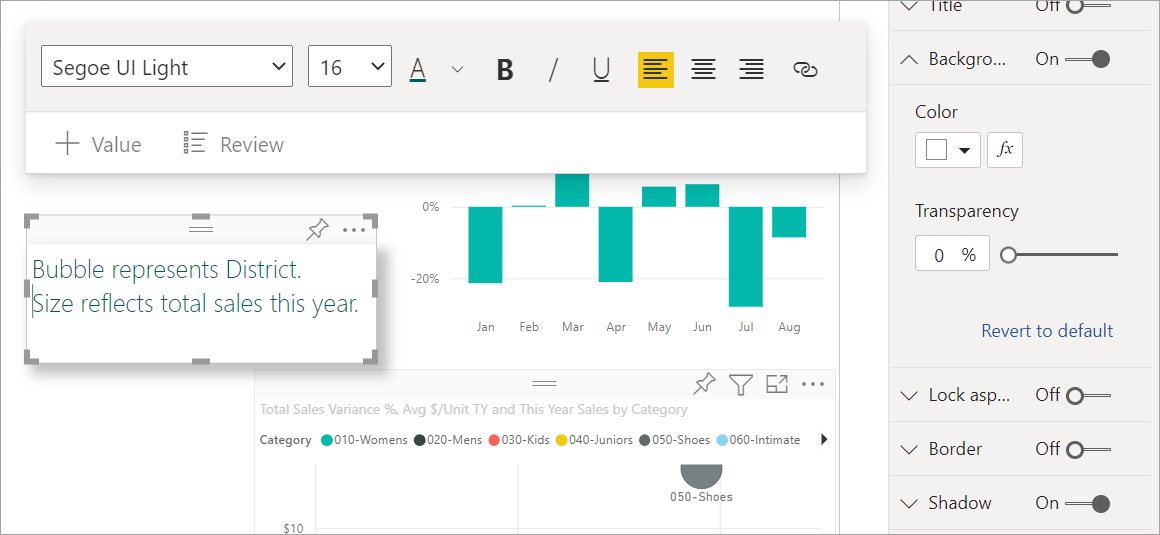 Title Off
Segoe UI Light 16 A B / U
Backgro... On
Value Review
Color
fx
Transparency
0 %
Revert to default
Bubble represents District.
Size reflects total sales this year.
0%
-20%
Jan Feb Mar Apr May Jun Jul Aug
Total Sales Variance %, Avg $/Unit TY and This Year Sales by Category
Category 010-Womens 020-Mens 030-Kids 040-Juniors 050-Shoes 060-Intimate
050-Shoes
$10
Lock asp... Off
Border Off
Shadow On